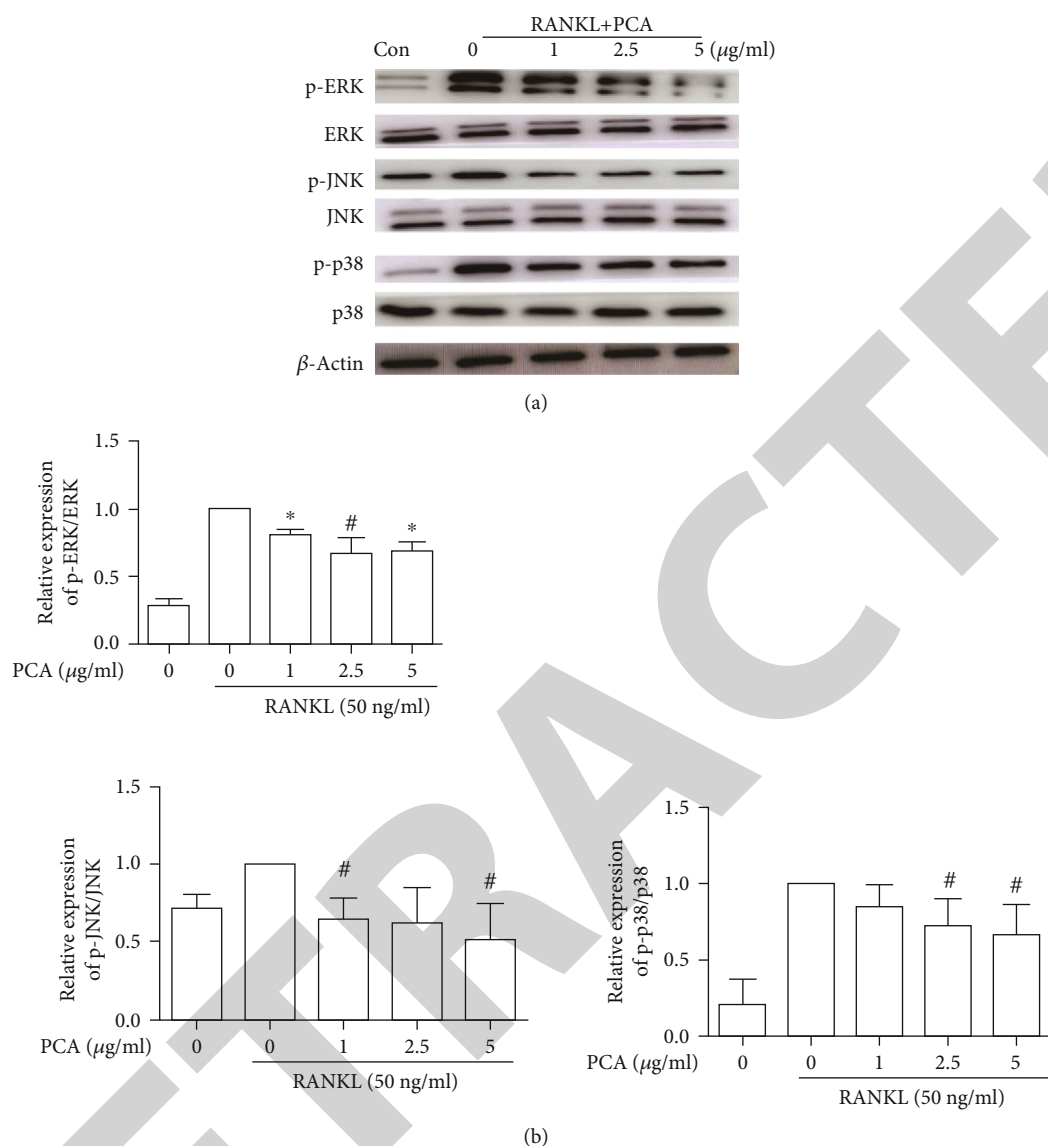 RANKL+PCA
Con 0 1 2.5 5 (μg/ml)
p-ERK
ERK
p-JNK
JNK
p-p38
p38
β-Actin
(a)
Relative expression
of p-ERK/ERK
1.5
1.0
0.5
0.0
* # *
PCA (μg/ml) 0 0 1 2.5 5
RANKL (50 ng/ml)
Relative expression
of p-JNK/JNK
1.5
1.0
0.5
0.0
# #
PCA (μg/ml) 0 0 1 2.5 5
RANKL (50 ng/ml)
Relative expression
of p-p38/p38
1.5
1.0
0.5
0.0
# #
PCA (μg/ml) 0 0 1 2.5 5
RANKL (50 ng/ml)
(b)
TRACTE